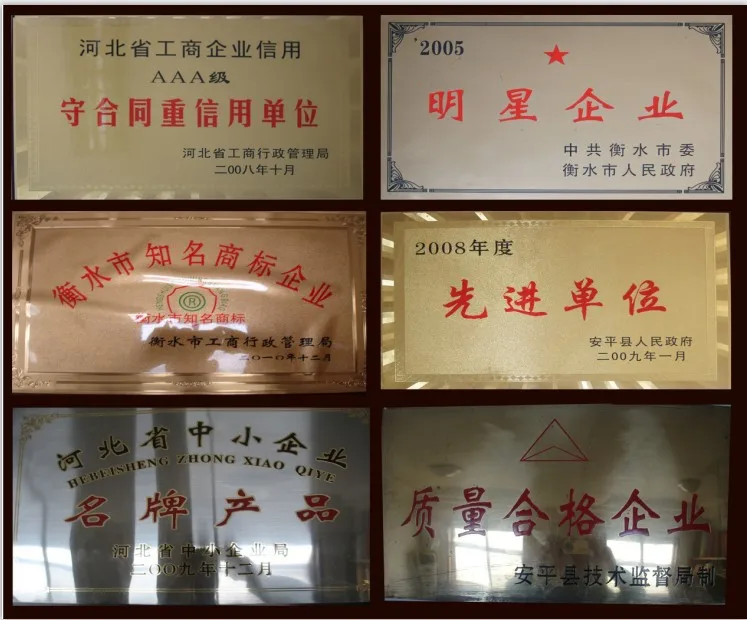 河北省工商企业信用
AAA级
守合同重信用单位
河北省工商行政管理局
二00八年十月
2005
明星企业
中共衡水市委
衡水市人民政府
衡水市知名商标企业
R
衡水市知名商标
衡水市工商行政管理局
二〇一〇年十二月
2008年度
先进单位
安平县人民政府
二00九年一月
河北省中小企业
HEBEISHENG ZHONG XIAO QIYE
名牌产品
河北省中小企业局
二00九年十二月
质量合格企业
安平县技术监督局制